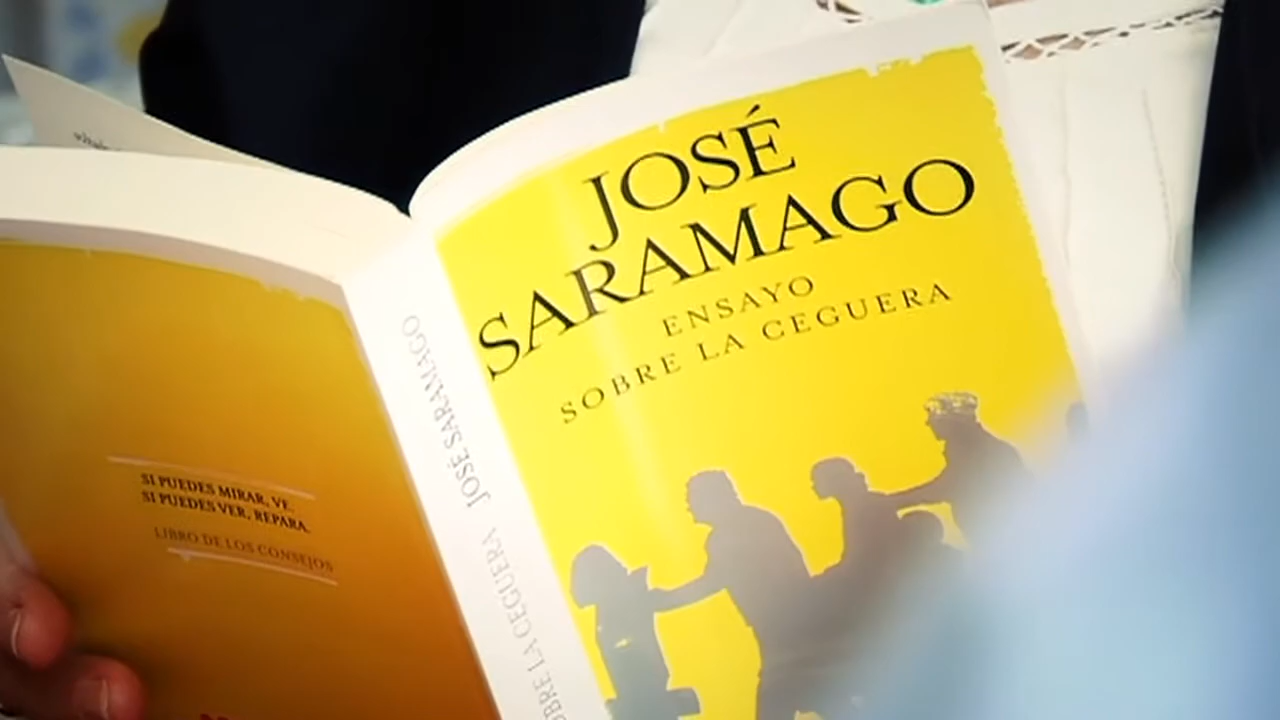 JOSÉ
SARAMAGO
ENSAYO
SOBRE LA CEGUERA
JOSÉ SARAMAGO
LA CEGUERA
SI PUEDES MIRAR, VE.
SI PUEDES VER, REPARA.
LIBRO DE LOS CONSEJOS